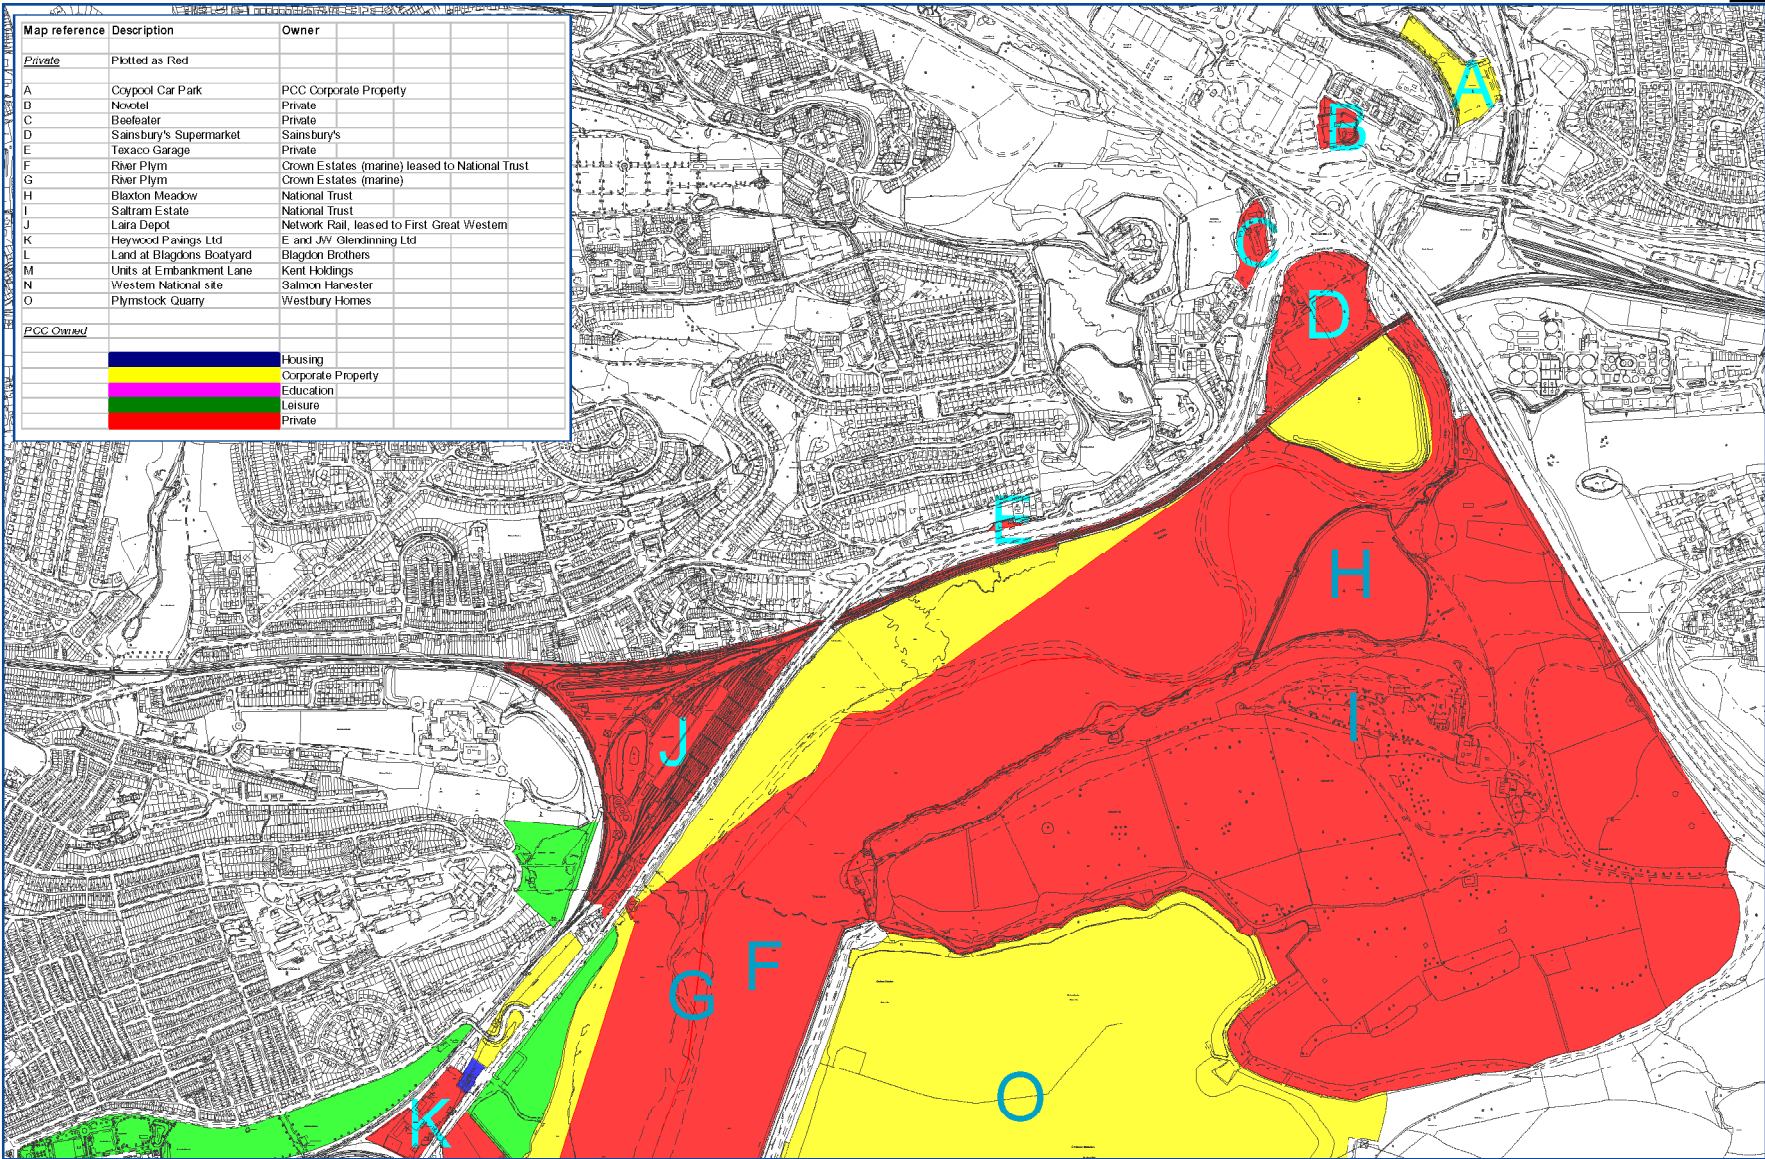 Map reference Description Owner
Private Plotted as Red
A Coypool Car Park PCC Corporate Property
B Novotel Private
C Beefeater Private
D Sainsbury's Supermarket Sainsbury's
E Texaco Garage Private
F River Plym Crown Estates (marine) leased to National Trust
G River Plym Crown Estates (marine)
H Blaxton Meadow National Trust
I Saltram Estate National Trust
J Laira Depot Network Rail, leased to First Great Western
K Heywood Pavings Ltd E and JW Glendinning Ltd
L Land at Blagdons Boatyard Blagdon Brothers
M Units at Embankment Lane Kent Holdings
N Western National site Salmon Harvester
O Plymstock Quarry Westbury Homes
PCC Owned
Housing
Corporate Property
Education
Leisure
Private
A
B
C
D
E
H
I
J
F
G
O
K